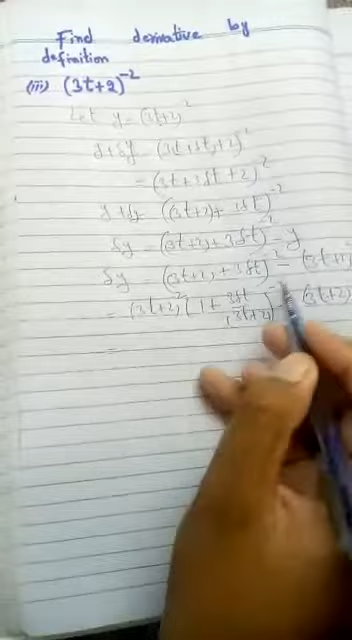 Find derivative by
definition
(iii) (3t+2)⁻²
Let y = (3t+2)⁻²
y+δy = (3(t+δt)+2)⁻²
= (3t+3δt+2)⁻²
y+δy = ((3t+2)+3δt)⁻²
δy = ((3t+2)+3δt)⁻² - y
δy = ((3t+2)+3δt)⁻² - (3t+2)
= (3t+2)⁻² (1 + 3δt/(3t+2))⁻² (3t+2)
=